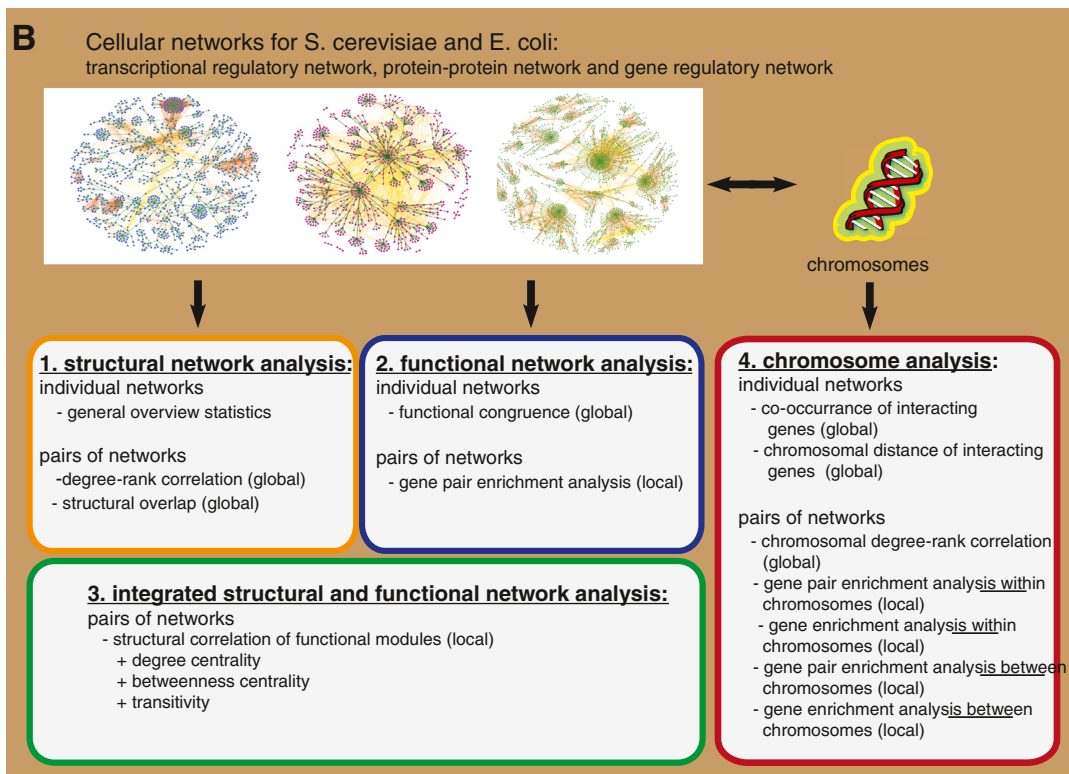 B
Cellular networks for S. cerevisiae and E. coli:
transcriptional regulatory network, protein-protein network and gene regulatory network
chromosomes
1. structural network analysis:
individual networks
- general overview statistics
pairs of networks
-degree-rank correlation (global)
- structural overlap (global)
2. functional network analysis:
individual networks
- functional congruence (global)
pairs of networks
- gene pair enrichment analysis (local)
3. integrated structural and functional network analysis:
pairs of networks
- structural correlation of functional modules (local)
+ degree centrality
+ betweenness centrality
+ transitivity
4. chromosome analysis:
individual networks
- co-occurrance of interacting
genes (global)
- chromosomal distance of interacting
genes (global)
pairs of networks
- chromosomal degree-rank correlation
(global)
- gene pair enrichment analysis within
chromosomes (local)
- gene enrichment analysis within
chromosomes (local)
- gene pair enrichment analysis between
chromosomes (local)
- gene enrichment analysis between
chromosomes (local)